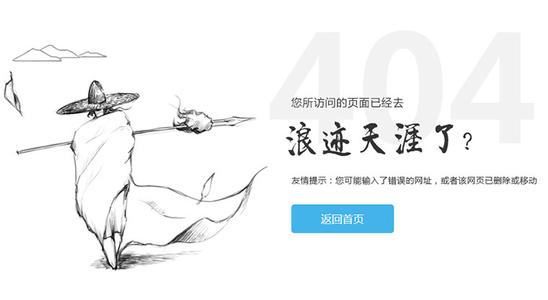 404
您所访问的页面已经去
浪迹天涯了？
友情提示：您可能输入了错误的网址，或者该网页已删除或移动
返回首页